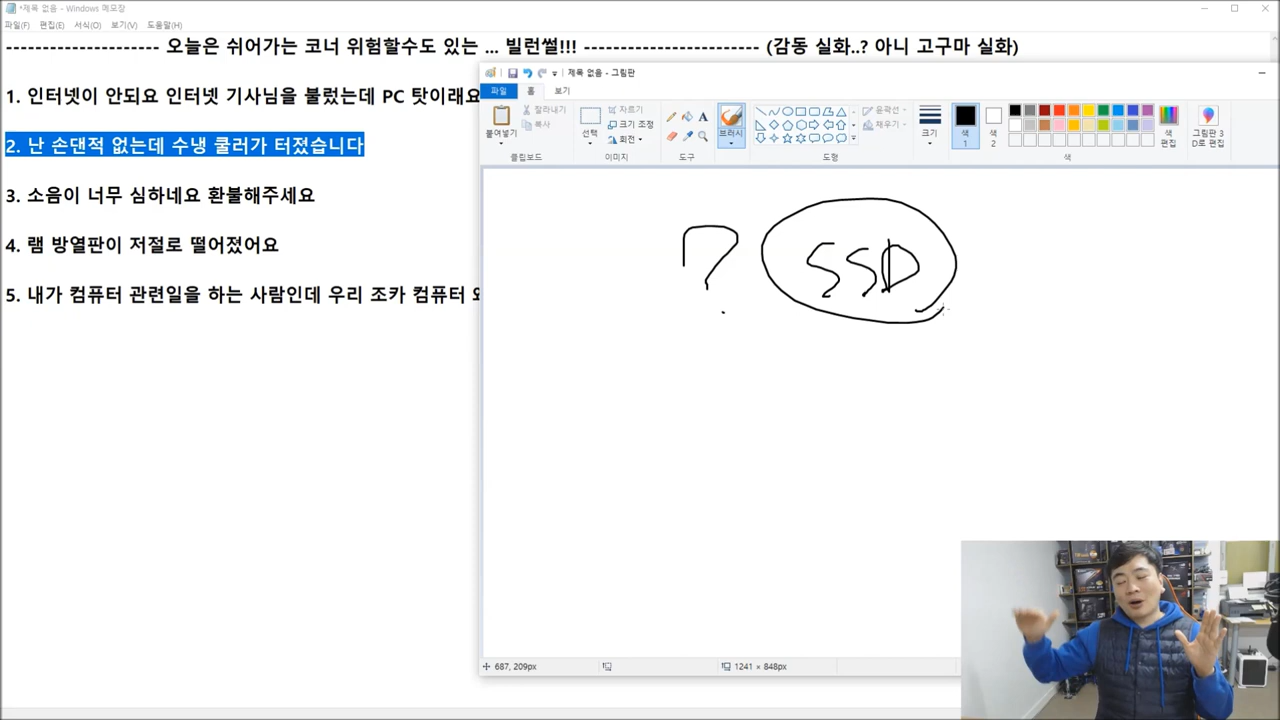 *제목 없음 - Windows 메모장
파일(F) 편집(E) 서식(O) 보기(V) 도움말(H)
--------------------- 오늘은 쉬어가는 코너 위험할수도 있는 ... 빌런썰!!! ------------------------ (감동 실화..? 아니 고구마 실화)
1. 인터넷이 안되요 인터넷 기사님을 불렀는데 PC 탓이래요
2. 난 손댄적 없는데 수냉 쿨러가 터졌습니다
3. 소음이 너무 심하네요 환불해주세요
4. 램 방열판이 저절로 떨어졌어요
5. 내가 컴퓨터 관련일을 하는 사람인데 우리 조카 컴퓨터
제목 없음 - 그림판
파일 홈 보기
붙여넣기 잘라내기 복사 클립보드
선택 자르기 크기 조정 회전 이미지
도구
브러시
윤곽선 채우기 도형
크기
색 1 색 2 색 편집 색
그림판 3D로 편집
? SSD
687, 209px 1241 × 848px